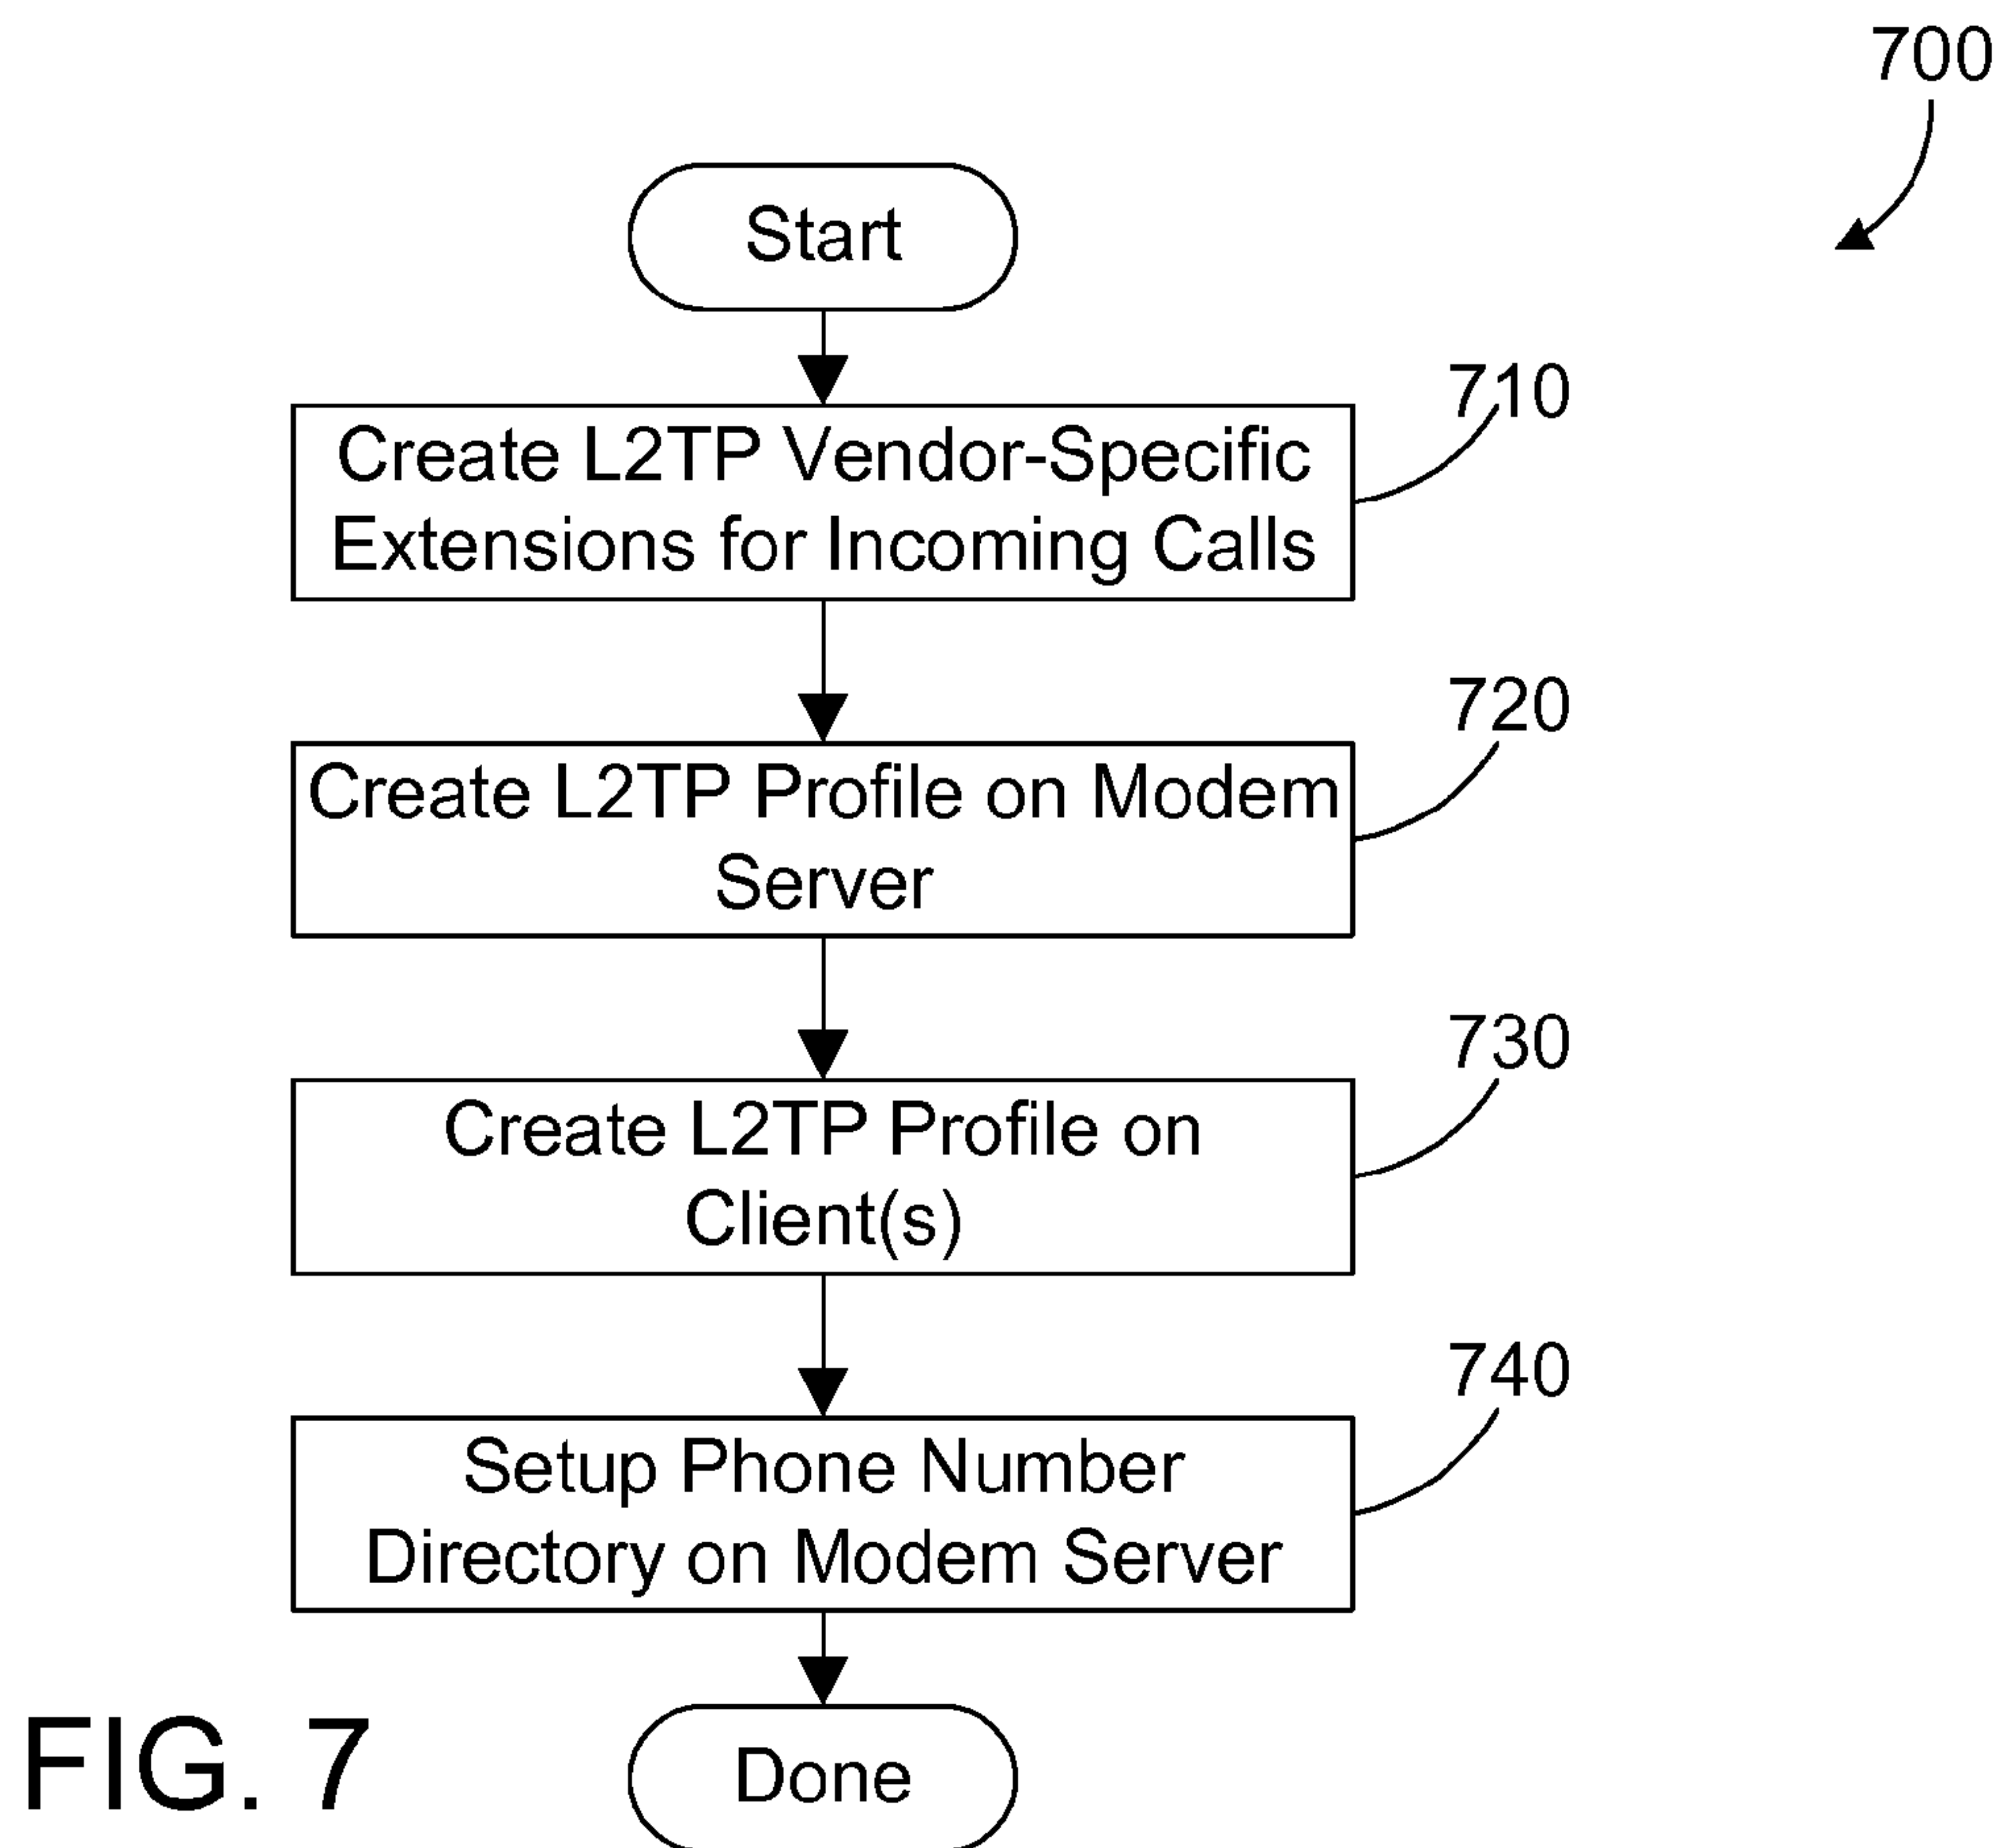 700
Start
710
Create L2TP Vendor-Specific
Extensions for Incoming Calls
720
Create L2TP Profile on Modem
Server
730
Create L2TP Profile on
Client(s)
740
Setup Phone Number
Directory on Modem Server
Done
FIG. 7